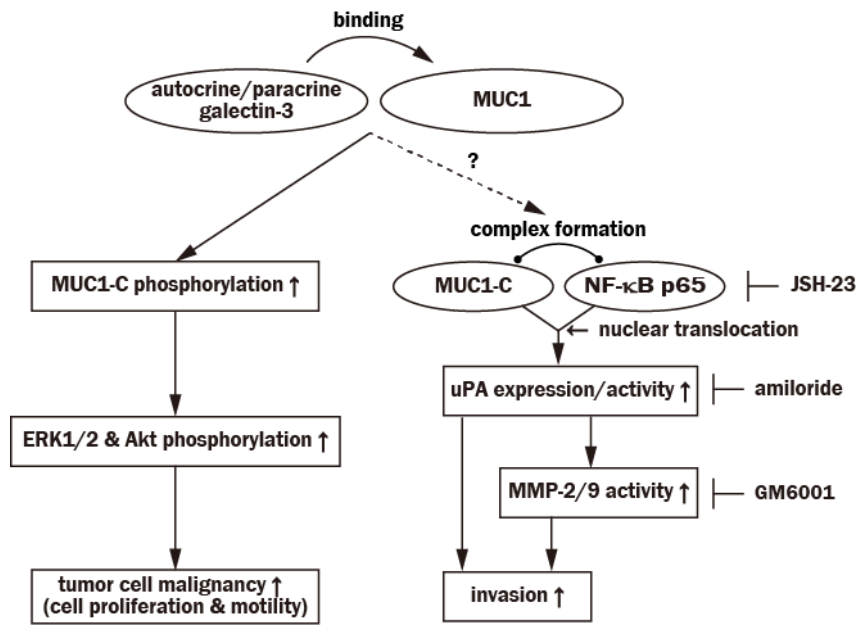 binding
autocrine/paracrine
galectin-3
MUC1
?
complex formation
MUC1-C phosphorylation ↑
MUC1-C
NF-κB p65
JSH-23
← nuclear translocation
uPA expression/activity ↑
amiloride
ERK1/2 & Akt phosphorylation ↑
MMP-2/9 activity ↑
GM6001
tumor cell malignancy ↑
(cell proliferation & motility)
invasion ↑